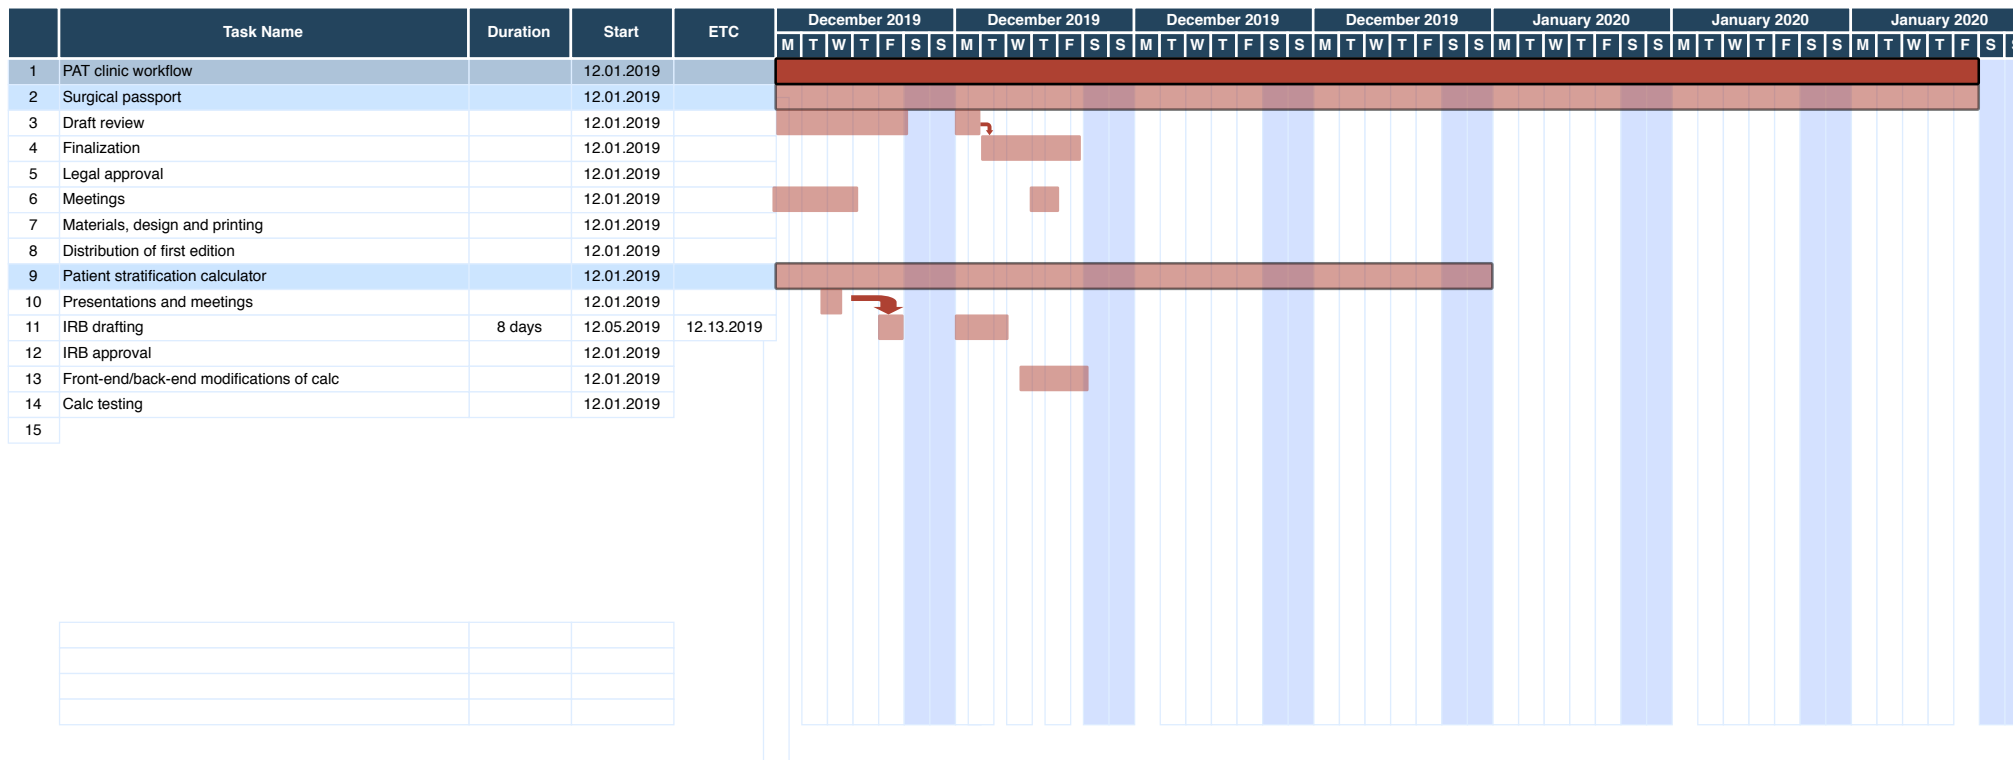 Task Name Duration Start ETC December 2019 December 2019 December 2019 December 2019 January 2020 January 2020 January 2020
M T W T F S S M T W T F S S M T W T F S S M T W T F S S M T W T F S S M T W T F S S M T W T F S
1 PAT clinic workflow 12.01.2019
2 Surgical passport 12.01.2019
3 Draft review 12.01.2019
4 Finalization 12.01.2019
5 Legal approval 12.01.2019
6 Meetings 12.01.2019
7 Materials, design and printing 12.01.2019
8 Distribution of first edition 12.01.2019
9 Patient stratification calculator 12.01.2019
10 Presentations and meetings 12.01.2019
11 IRB drafting 8 days 12.05.2019 12.13.2019
12 IRB approval 12.01.2019
13 Front-end/back-end modifications of calc 12.01.2019
14 Calc testing 12.01.2019
15